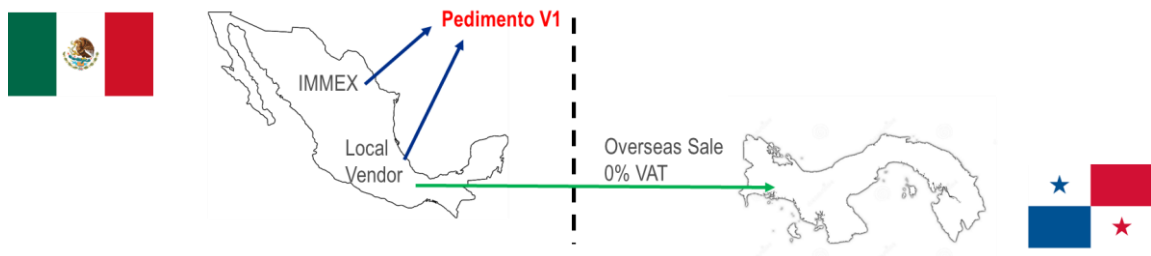 Pedimento V1
IMMEX
Local
Vendor
Overseas Sale
0% VAT